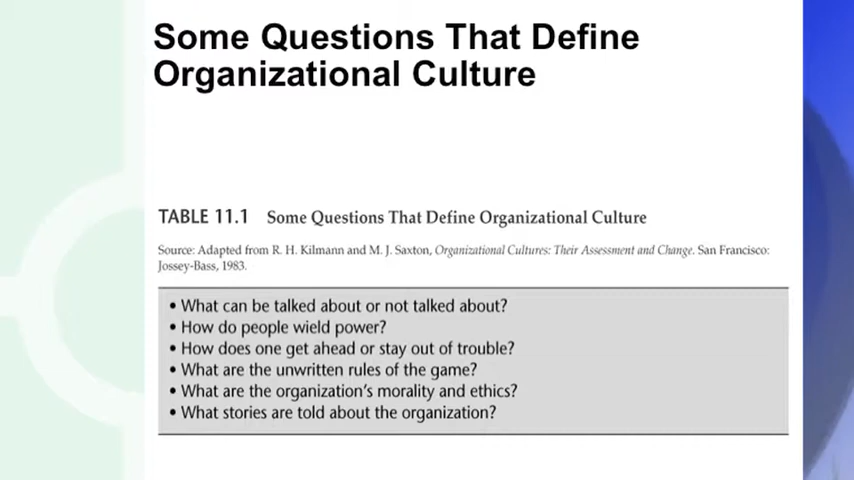 Some Questions That Define
Organizational Culture
TABLE 11.1 Some Questions That Define Organizational Culture
Source: Adapted from R. H. Kilmann and M. J. Saxton, Organizational Cultures: Their Assessment and Change. San Francisco:
Jossey-Bass, 1983.
• What can be talked about or not talked about?
• How do people wield power?
• How does one get ahead or stay out of trouble?
• What are the unwritten rules of the game?
• What are the organization's morality and ethics?
• What stories are told about the organization?